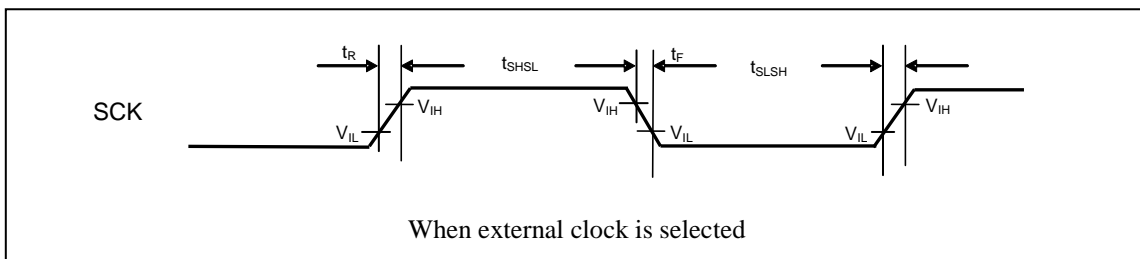 tR tSHSL tF tSLSH
SCK VIL VIH VIH VIL VIL VIH
When external clock is selected